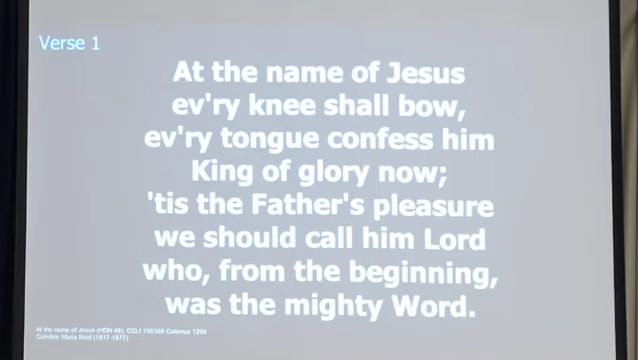 Verse 1
At the name of Jesus
ev'ry knee shall bow,
ev'ry tongue confess him
King of glory now;
'tis the Father's pleasure
we should call him Lord
who, from the beginning,
was the mighty Word.
At the name of Jesus CCLI
Caroline Maria Noel (1817-1877)